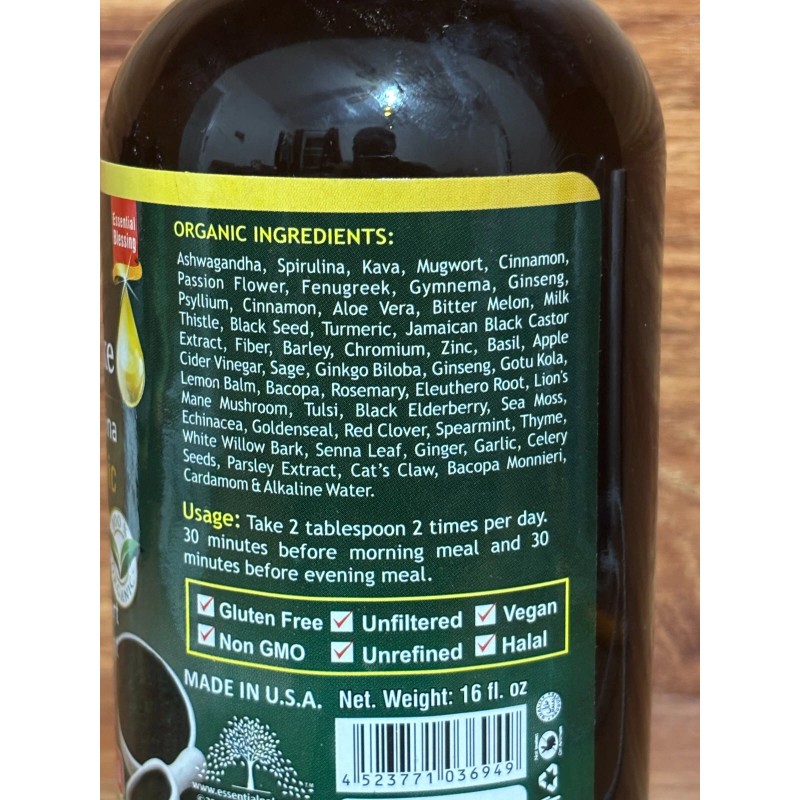 Essential
Blessing
ORGANIC INGREDIENTS:
Ashwagandha, Spirulina, Kava, Mugwort, Cinnamon,
Passion Flower, Fenugreek, Gymnema, Ginseng,
Psyllium, Cinnamon, Aloe Vera, Bitter Melon, Milk
Thistle, Black Seed, Turmeric, Jamaican Black Castor
Extract, Fiber, Barley, Chromium, Zinc, Basil, Apple
Cider Vinegar, Sage, Ginkgo Biloba, Ginseng, Gotu Kola,
Lemon Balm, Bacopa, Rosemary, Eleuthero Root, Lion's
Mane Mushroom, Tulsi, Black Elderberry, Sea Moss,
Echinacea, Goldenseal, Red Clover, Spearmint, Thyme,
White Willow Bark, Senna Leaf, Ginger, Garlic, Celery
Seeds, Parsley Extract, Cat's Claw, Bacopa Monnieri,
Cardamom & Alkaline Water.
Usage: Take 2 tablespoon 2 times per day.
30 minutes before morning meal and 30
minutes before evening meal.
Gluten Free Unfiltered Vegan
Non GMO Unrefined Halal
MADE IN U.S.A. Net. Weight: 16 fl. oz
4 523771 036949